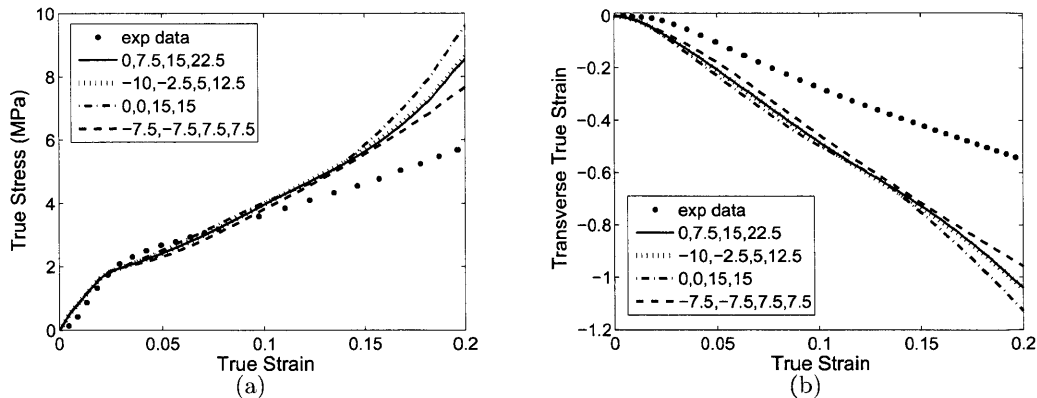 10
8
6
4
2
0
True Stress (MPa)
exp data
0,7.5,15,22.5
−10,−2.5,5,12.5
0,0,15,15
−7.5,−7.5,7.5,7.5
0 0.05 0.1 0.15 0.2
True Strain
(a)
0
−0.2
−0.4
−0.6
−0.8
−1
−1.2
Transverse True Strain
exp data
0,7.5,15,22.5
−10,−2.5,5,12.5
0,0,15,15
−7.5,−7.5,7.5,7.5
0 0.05 0.1 0.15 0.2
True Strain
(b)